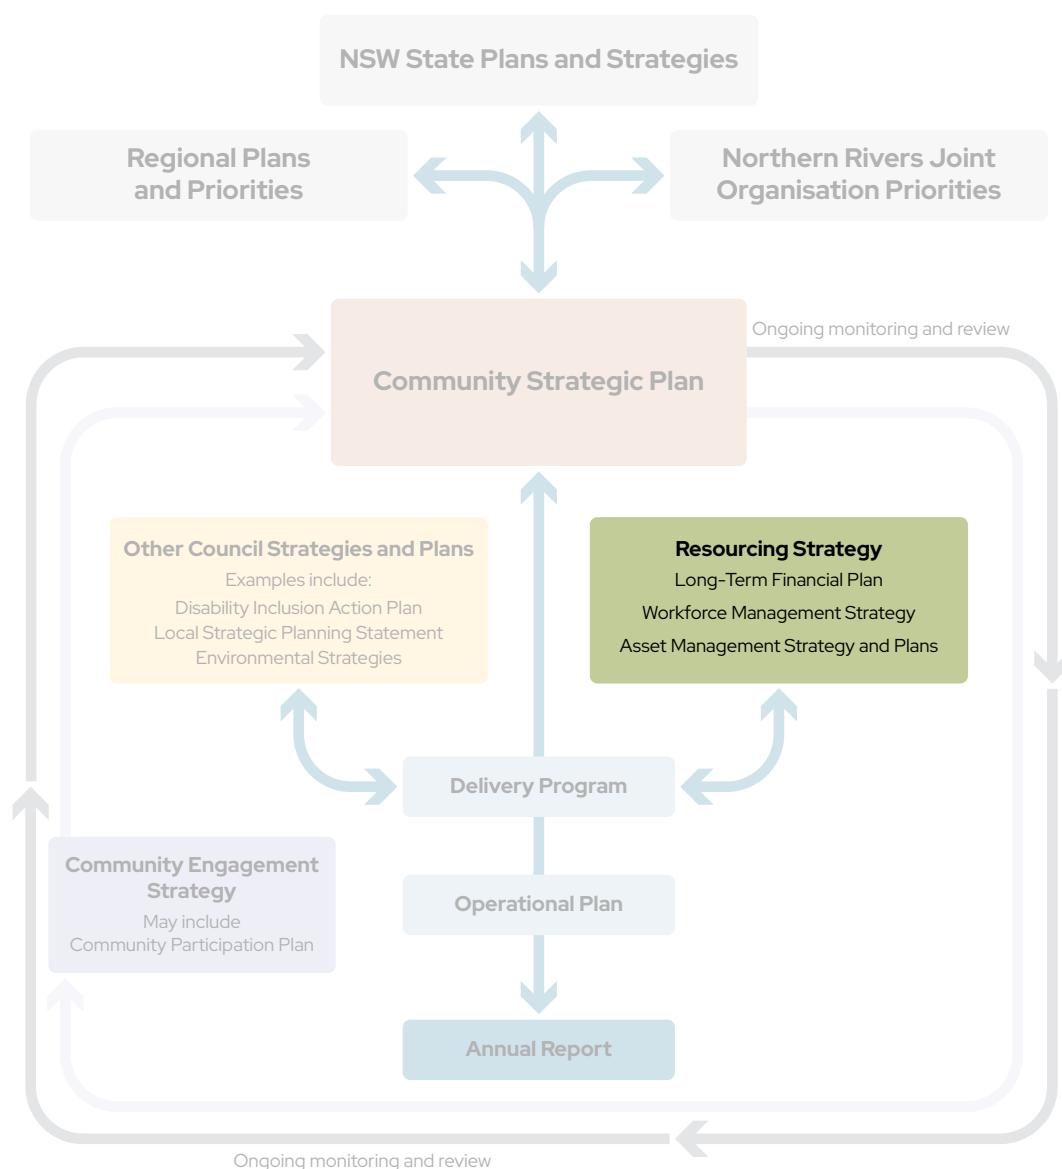 NSW State Plans and Strategies
Regional Plans
and Priorities
Northern Rivers Joint
Organisation Priorities
Ongoing monitoring and review
Community Strategic Plan
Other Council Strategies and Plans
Examples include:
Disability Inclusion Action Plan
Local Strategic Planning Statement
Environmental Strategies
Resourcing Strategy
Long-Term Financial Plan
Workforce Management Strategy
Asset Management Strategy and Plans
Delivery Program
Community Engagement
Strategy
May include
Community Participation Plan
Operational Plan
Annual Report
Ongoing monitoring and review